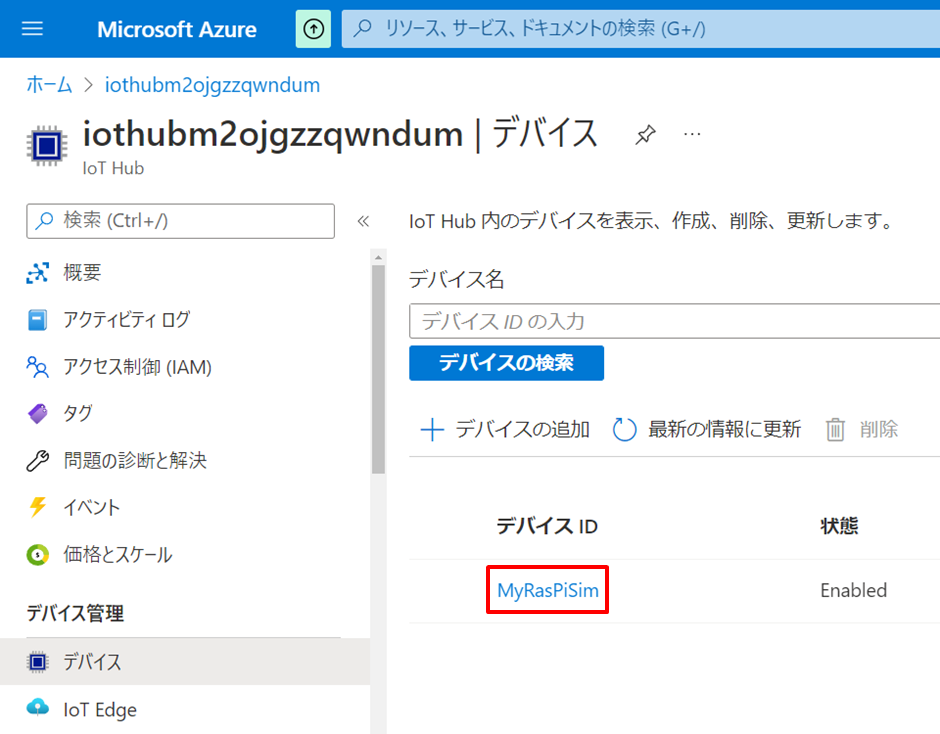 Microsoft Azure
リソース、サービス、ドキュメントの検索 (G+/)
ホーム > iothubm2ojgzzqwndum
iothubm2ojgzzqwndum | デバイス ...
IoT Hub
検索 (Ctrl+/)
«
概要
アクティビティ ログ
アクセス制御 (IAM)
タグ
問題の診断と解決
イベント
価格とスケール
デバイス管理
デバイス
IoT Edge
IoT Hub 内のデバイスを表示、作成、削除、更新します。
デバイス名
デバイス ID の入力
デバイスの検索
デバイスの追加 最新の情報に更新 削除
デバイス ID 状態
MyRasPiSim Enabled